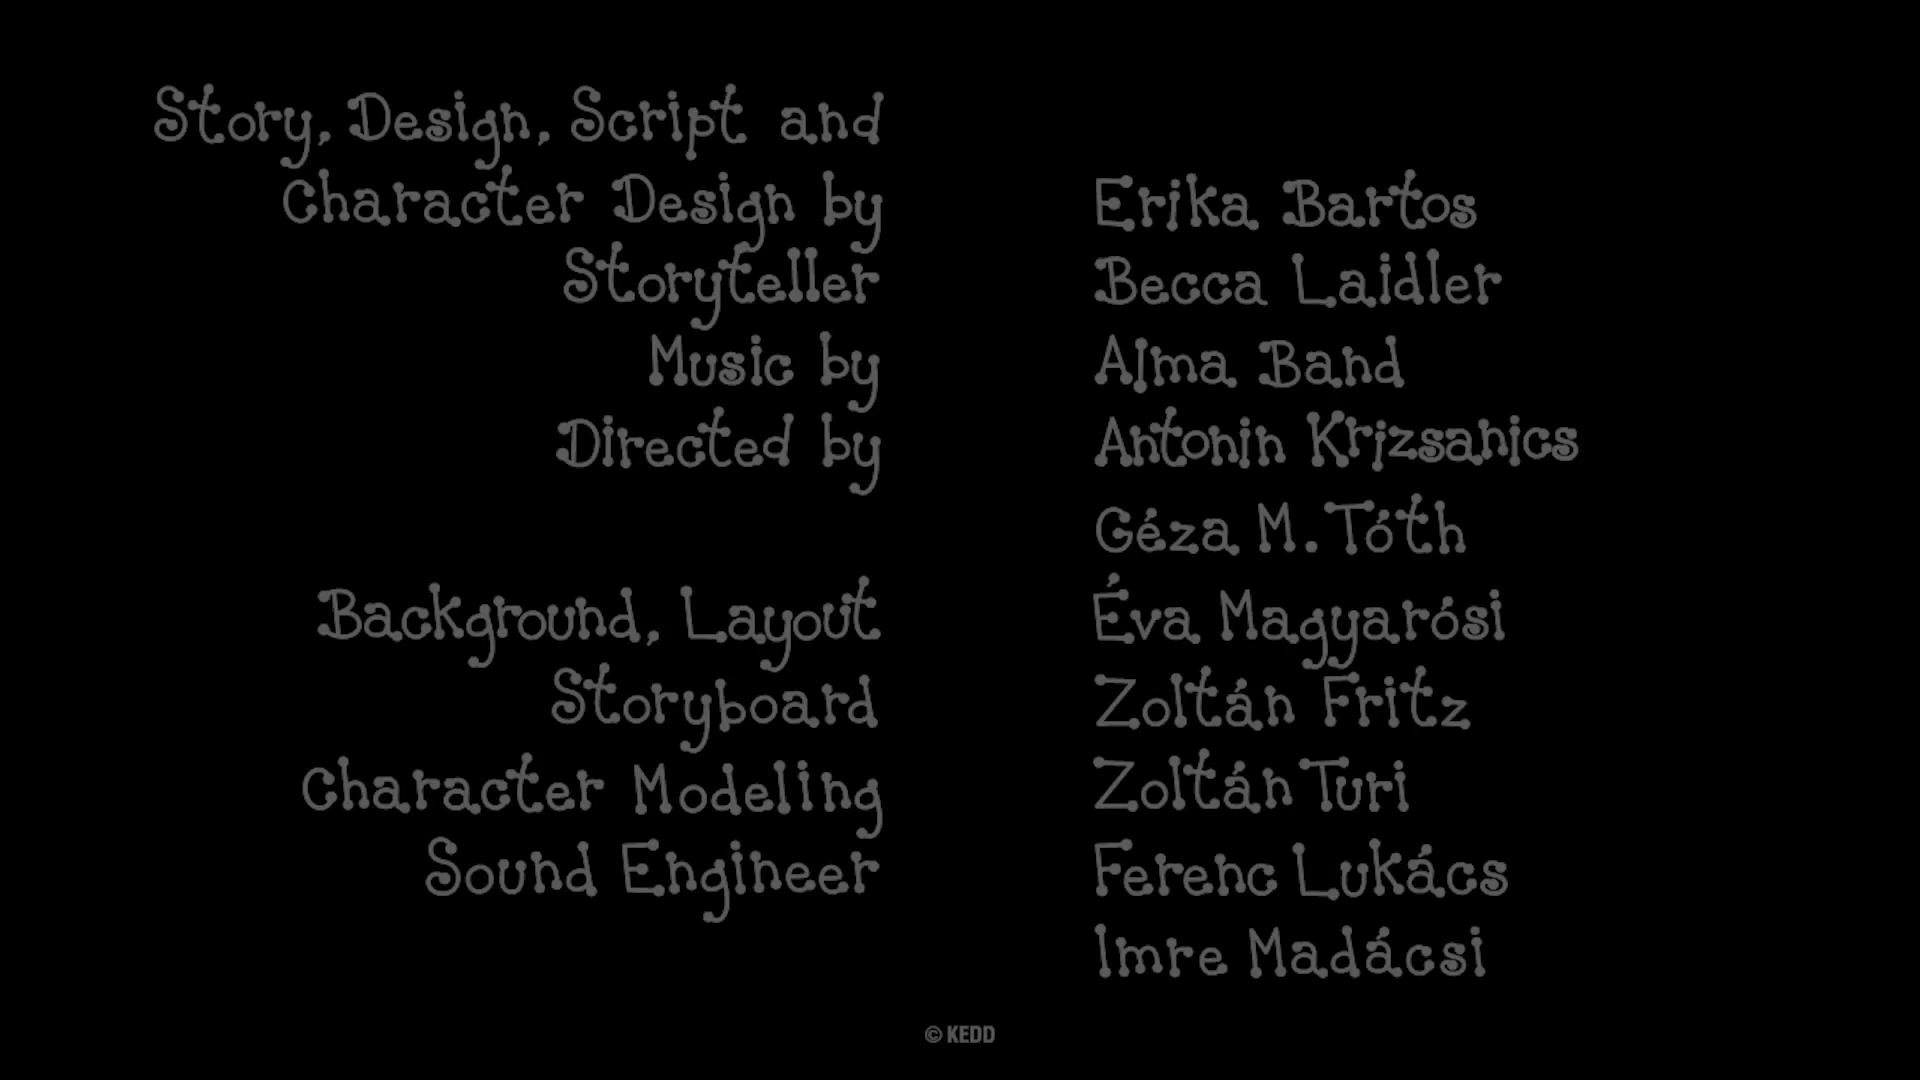 Story, Design, Script and
Character Design by Erika Bartos
Storyteller Becca Laidler
Music by Alma Band
Directed by Antonin Krizsanics
Géza M. Tóth
Background, Layout Éva Magyarósi
Storyboard Zoltán Fritz
Character Modeling Zoltán Turi
Sound Engineer Ferenc Lukács
Imre Madácsi
© KEDD